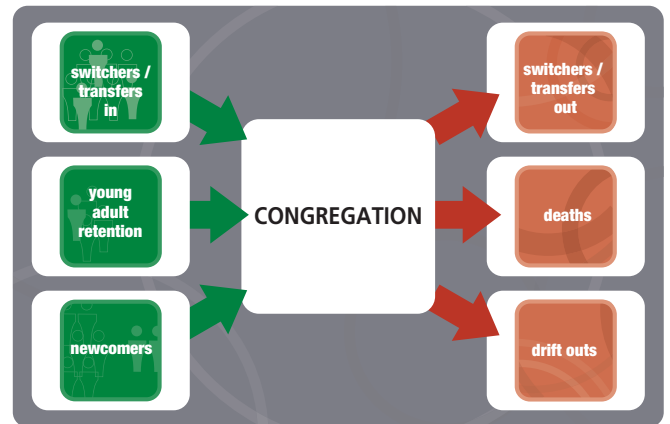 switchers /
transfers
in
young
adult
retention
newcomers
CONGREGATION
switchers /
transfers
out
deaths
drift outs